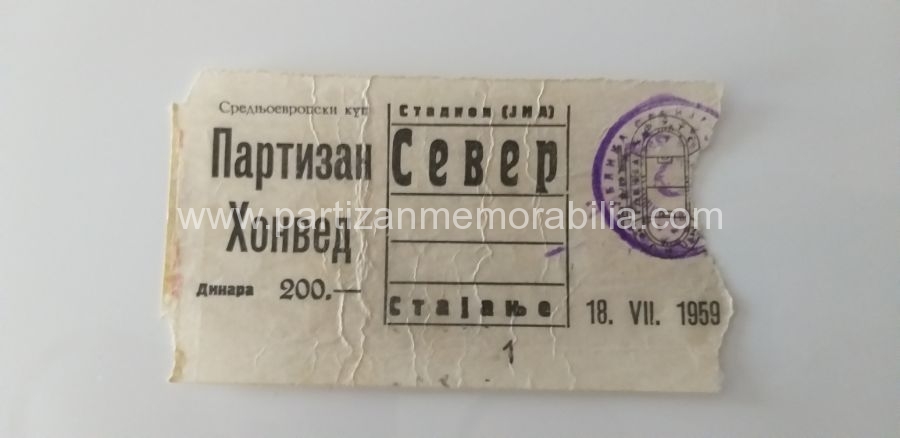 Средњоевропски куп
Партизан
Хонвед
Динара 200.—
Стадион (ЈНА)
Север
Стајање
18. VII. 1959
1
www.partizanmemorabilia.com